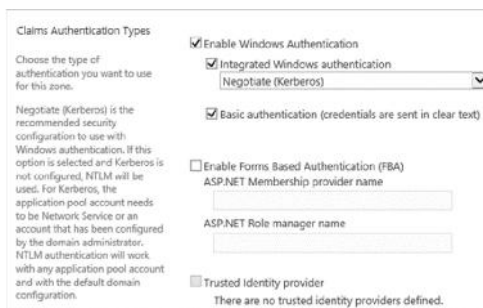 Claims Authentication Types
Choose the type of
authentication you want to use
for this zone.
Negotiate (Kerberos) is the
recommended security
configuration to use with
Windows authentication. If this
option is selected and Kerberos is
not configured, NTLM will be
used. For Kerberos, the
application pool account needs
to be Network Service or an
account that has been configured
by the domain administrator.
NTLM authentication will work
with any application pool account
and with the default domain
configuration.
Enable Windows Authentication
Integrated Windows authentication
Negotiate (Kerberos)
Basic authentication (credentials are sent in clear text)
Enable Forms Based Authentication (FBA)
ASP.NET Membership provider name
ASP.NET Role manager name
Trusted Identity provider
There are no trusted identity providers defined.